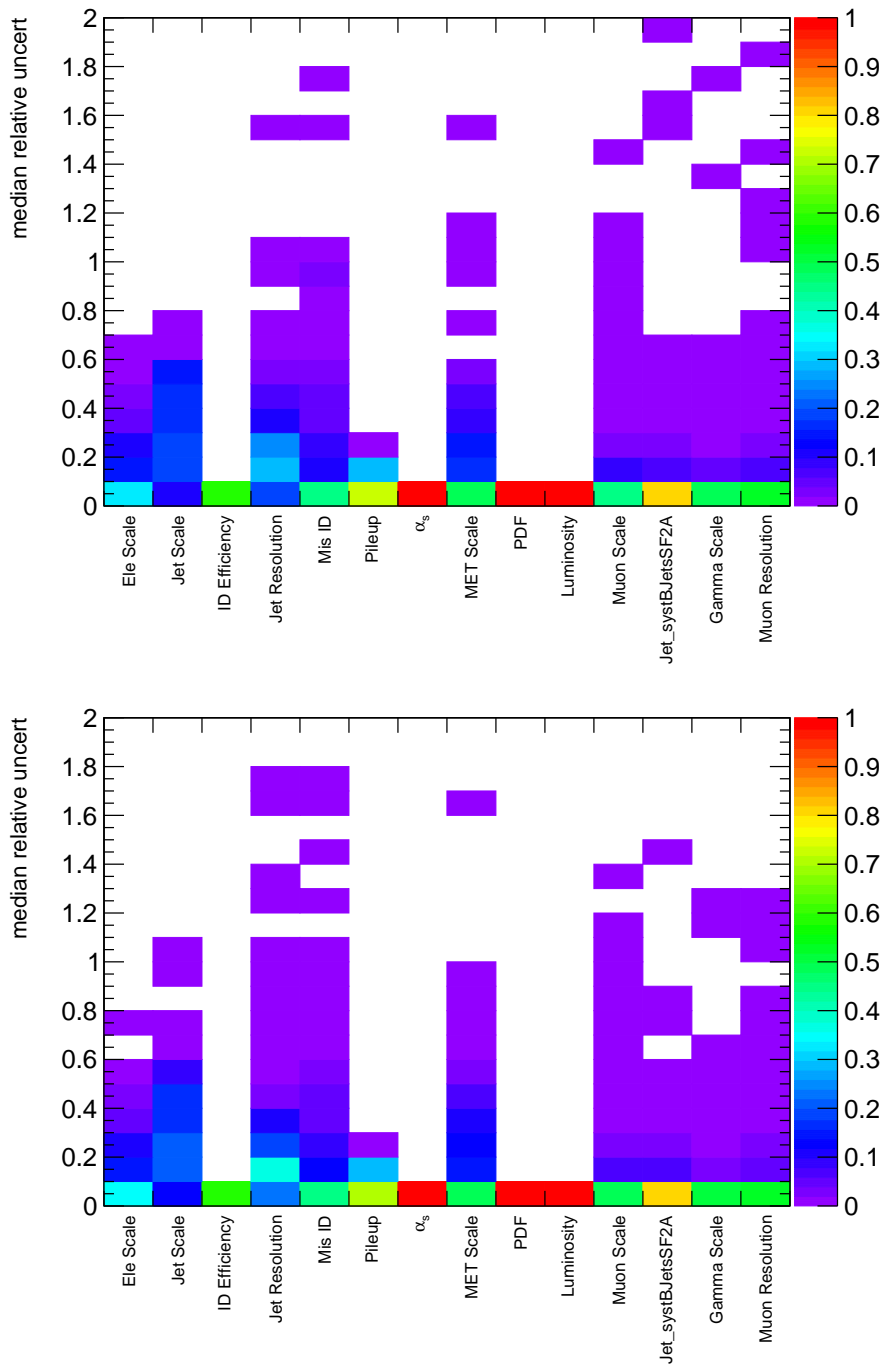 median relative uncert
2
1.8
1.6
1.4
1.2
1
0.8
0.6
0.4
0.2
0
1
0.9
0.8
0.7
0.6
0.5
0.4
0.3
0.2
0.1
0
Ele Scale
Jet Scale
ID Efficiency
Jet Resolution
Mis ID
Pileup
αs
MET Scale
PDF
Luminosity
Muon Scale
Jet_systBJetsSF2A
Gamma Scale
Muon Resolution
median relative uncert
2
1.8
1.6
1.4
1.2
1
0.8
0.6
0.4
0.2
0
1
0.9
0.8
0.7
0.6
0.5
0.4
0.3
0.2
0.1
0
Ele Scale
Jet Scale
ID Efficiency
Jet Resolution
Mis ID
Pileup
αs
MET Scale
PDF
Luminosity
Muon Scale
Jet_systBJetsSF2A
Gamma Scale
Muon Resolution